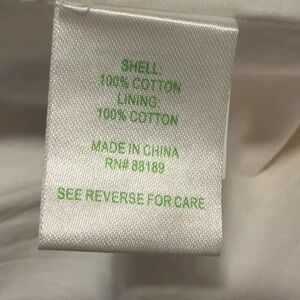 SHELL:
100% COTTON
LINING:
100% COTTON
MADE IN CHINA
RN# 88189
SEE REVERSE FOR CARE